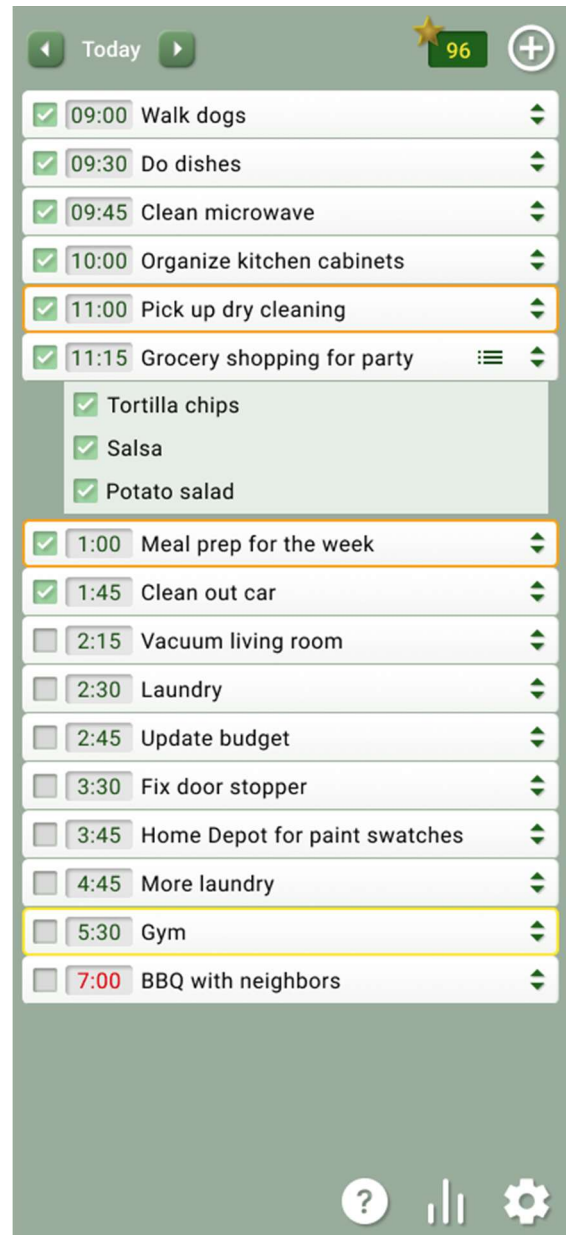 Today
96
09:00 Walk dogs
09:30 Do dishes
09:45 Clean microwave
10:00 Organize kitchen cabinets
11:00 Pick up dry cleaning
11:15 Grocery shopping for party
Tortilla chips
Salsa
Potato salad
1:00 Meal prep for the week
1:45 Clean out car
2:15 Vacuum living room
2:30 Laundry
2:45 Update budget
3:30 Fix door stopper
3:45 Home Depot for paint swatches
4:45 More laundry
5:30 Gym
7:00 BBQ with neighbors
?